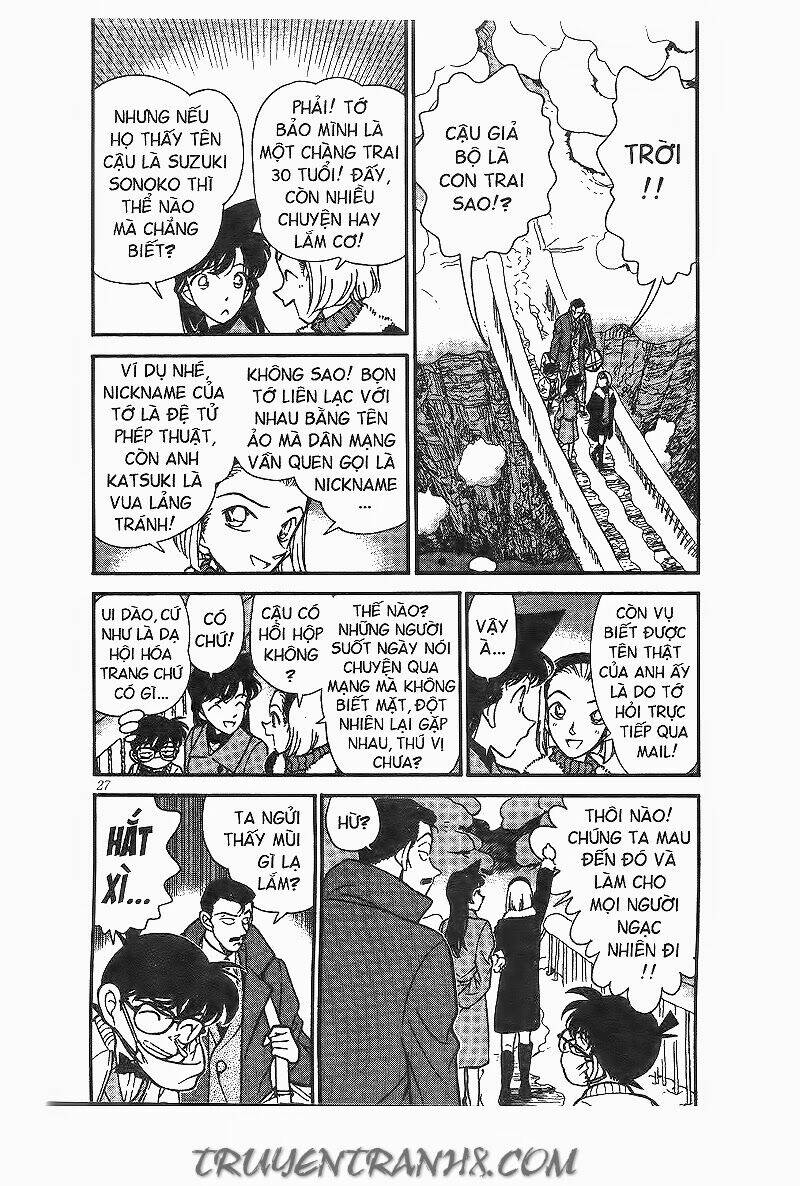 TRỜI
!!
CẬU GIẢ
BỘ LÀ
CON TRAI
SAO!?
PHẢI! TỚ
BẢO MÌNH LÀ
MỘT CHÀNG TRAI
30 TUỔI! ĐẤY,
CÒN NHIỀU
CHUYỆN HAY
LẮM CƠ!
NHƯNG NẾU
HỌ THẤY TÊN
CẬU LÀ SUZUKI
SONOKO THÌ
THẾ NÀO
MÀ CHẲNG
BIẾT?
KHÔNG SAO! BỌN
TỚ LIÊN LẠC VỚI
NHAU BẰNG TÊN
ẢO MÀ DÂN MẠNG
VẪN QUEN GỌI LÀ
NICKNAME
...
VÍ DỤ NHÉ,
NICKNAME CỦA
TỚ LÀ ĐỆ TỬ
PHÉP THUẬT,
CÒN ANH
KATSUKI LÀ
VUA LẢNG
TRÁNH!
CÒN VỤ
BIẾT ĐƯỢC
TÊN THẬT
CỦA ANH ẤY
LÀ DO TỚ
HỎI TRỰC
TIẾP QUA
MAIL!
VẬY
À...
THẾ NÀO?
NHỮNG NGƯỜI
SUỐT NGÀY NÓI
CHUYỆN QUA
MẠNG MÀ KHÔNG
BIẾT MẶT, ĐỘT
NHIÊN LẠI GẶP
NHAU, THÚ VỊ
CHƯA?
CẬU CÓ
HỒI HỘP
KHÔNG
?
CÓ
CHỨ!
UI DÀO, CỨ
NHƯ LÀ DẠ
HỘI HÓA
TRANG CHỨ
CÓ GÌ...
27
THÔI NÀO!
CHÚNG TA MAU
ĐẾN ĐÓ VÀ
LÀM CHO
MỌI NGƯỜI
NGẠC
NHIÊN ĐI
!!
HỪ?
TA NGỬI
THẤY MÙI
GÌ LẠ
LẮM?
HẮT
XÌ...
TRUYENTRANH8.COM